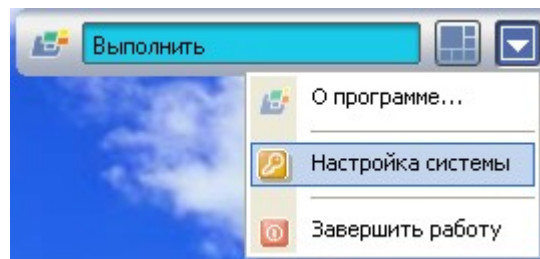 Выполнить
О программе...
Настройка системы
Завершить работу